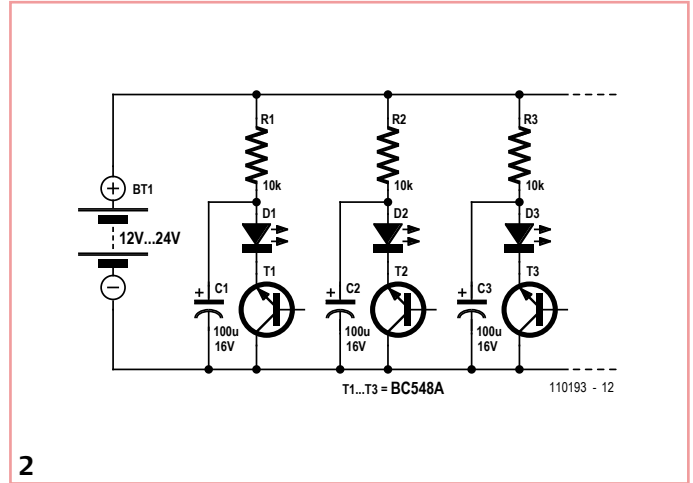 R1
R2
R3
BT1
10k
10k
10k
D1
D2
D3
12V...24V
T1
T2
T3
C1
C2
C3
100u
16V
100u
16V
100u
16V
T1...T3 = BC548A
110193 - 12
2